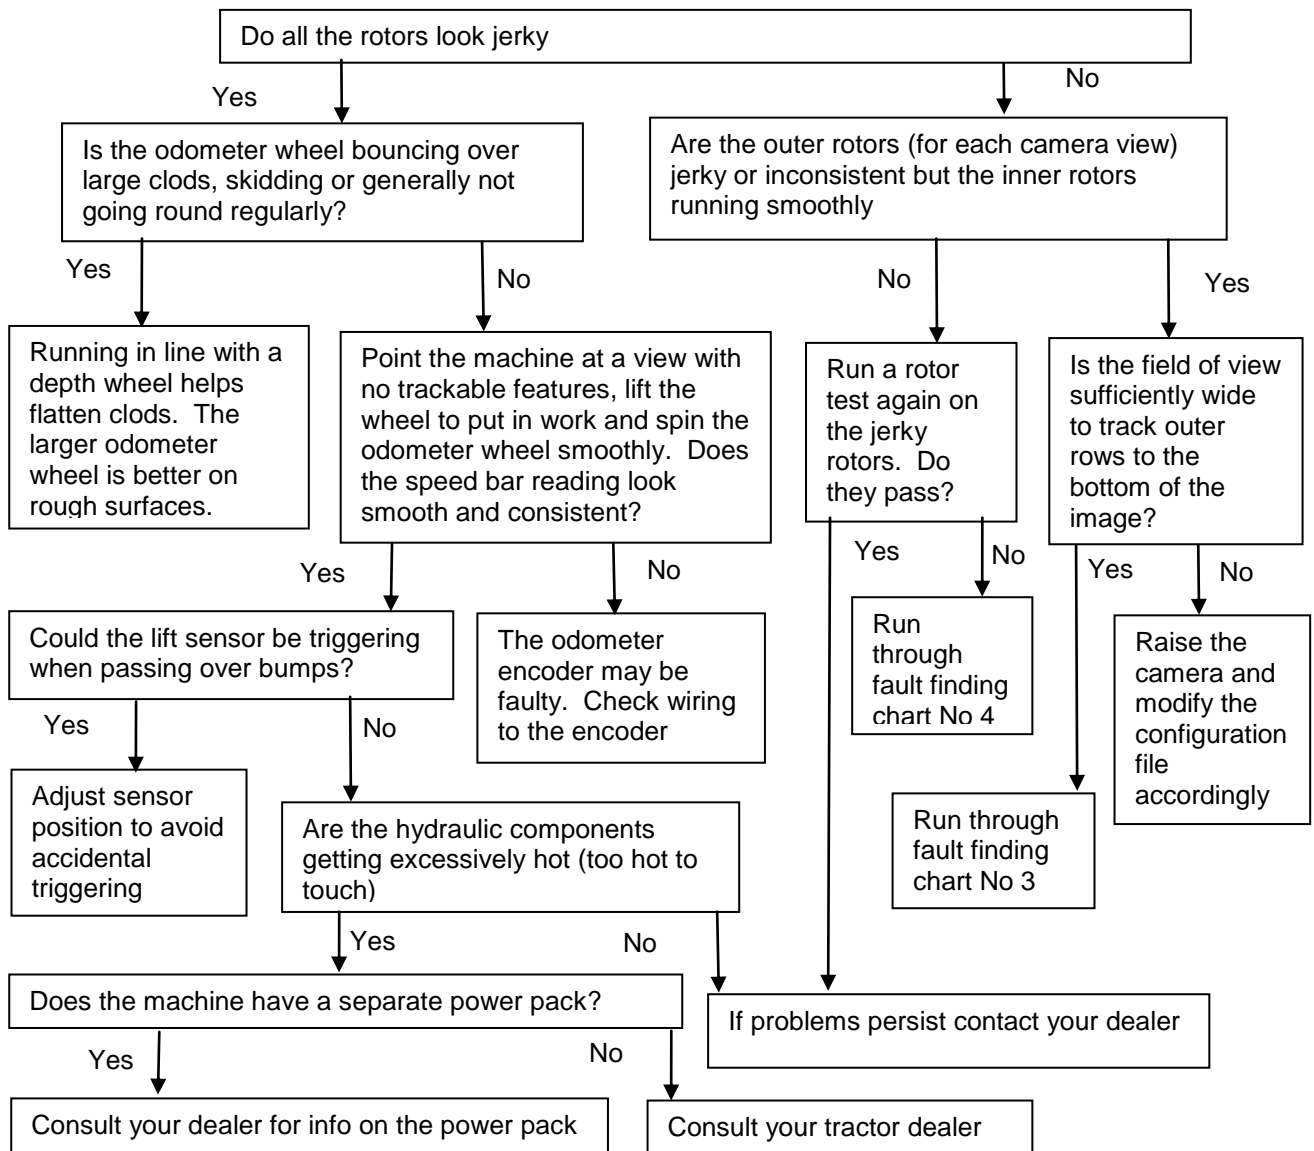 Do all the rotors look jerky
Yes
No
Is the odometer wheel bouncing over
large clods, skidding or generally not
going round regularly?
Are the outer rotors (for each camera view)
jerky or inconsistent but the inner rotors
running smoothly
Yes
No
No
Yes
Running in line with a
depth wheel helps
flatten clods. The
larger odometer
wheel is better on
rough surfaces.
Point the machine at a view with
no trackable features, lift the
wheel to put in work and spin the
odometer wheel smoothly. Does
the speed bar reading look
smooth and consistent?
Run a rotor
test again on
the jerky
rotors. Do
they pass?
Is the field of view
sufficiently wide
to track outer
rows to the
bottom of the
image?
Yes
No
Yes
No
Yes
No
Could the lift sensor be triggering
when passing over bumps?
The odometer
encoder may be
faulty. Check wiring
to the encoder
Run
through
fault finding
chart No 4
Raise the
camera and
modify the
configuration
file
accordingly
Yes
No
Adjust sensor
position to avoid
accidental
triggering
Are the hydraulic components
getting excessively hot (too hot to
touch)
Run through
fault finding
chart No 3
Yes
No
Does the machine have a separate power pack?
If problems persist contact your dealer
Yes
No
Consult your dealer for info on the power pack
Consult your tractor dealer